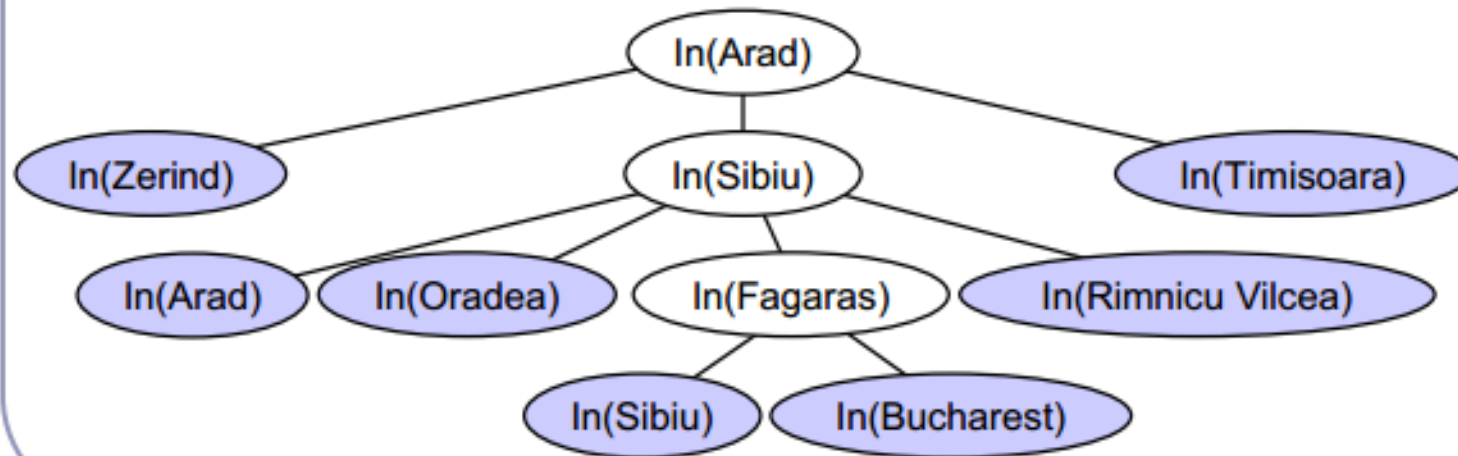 In(Arad)
In(Zerind) In(Sibiu) In(Timisoara)
In(Arad) In(Oradea) In(Fagaras) In(Rimnicu Vilcea)
In(Sibiu) In(Bucharest)